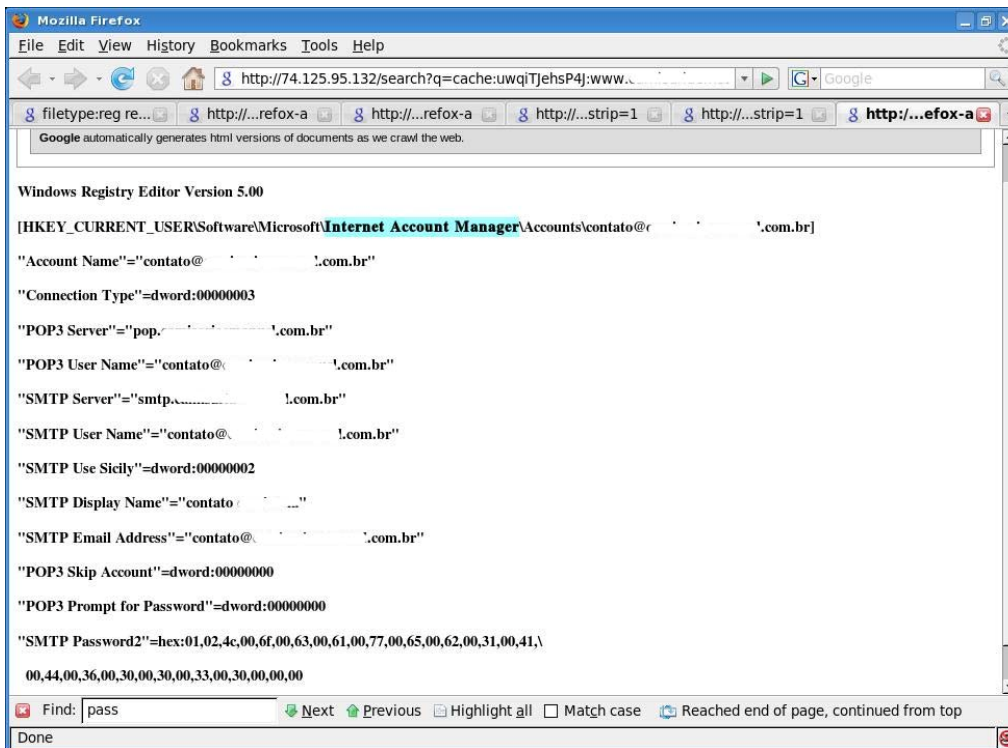 Mozilla Firefox
File Edit View History Bookmarks Tools Help
http://74.125.95.132/search?q=cache:uwqiTJehsP4J:www. Google
filetype:reg re... http://...refox-a http://...refox-a http://...strip=1 http://...strip=1 http:/...efox-a
Google automatically generates html versions of documents as we crawl the web.
Windows Registry Editor Version 5.00
[HKEY_CURRENT_USER\Software\Microsoft\Internet Account Manager\Accounts\contato@ .com.br]
"Account Name"="contato@ .com.br"
"Connection Type"=dword:00000003
"POP3 Server"="pop. .com.br"
"POP3 User Name"="contato@ .com.br"
"SMTP Server"="smtp. .com.br"
"SMTP User Name"="contato@ .com.br"
"SMTP Use Sicily"=dword:00000002
"SMTP Display Name"="contato "
"SMTP Email Address"="contato@ .com.br"
"POP3 Skip Account"=dword:00000000
"POP3 Prompt for Password"=dword:00000000
"SMTP Password2"=hex:01,02,4c,00,6f,00,63,00,61,00,77,00,65,00,62,00,31,00,41,\
00,44,00,36,00,30,00,30,00,33,00,30,00,00,00
Find: pass Next Previous Highlight all Match case Reached end of page, continued from top
Done